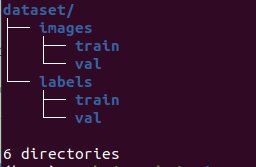 dataset/
├── images
│   ├── train
│   └── val
└── labels
    ├── train
    └── val

6 directories